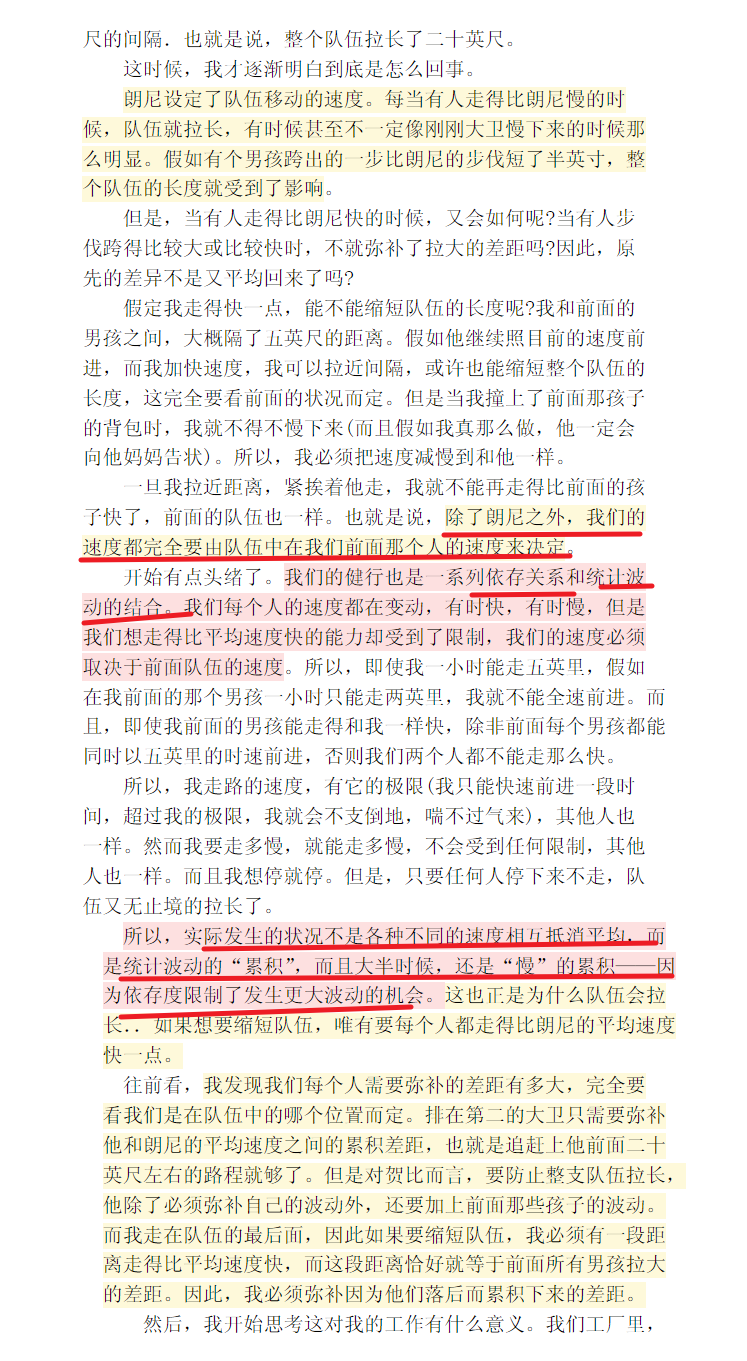 尺的间隔．也就是说，整个队伍拉长了二十英尺。
这时候，我才逐渐明白到底是怎么回事。
朗尼设定了队伍移动的速度。每当有人走得比朗尼慢的时
候，队伍就拉长，有时候甚至不一定像刚刚大卫慢下来的时候那
么明显。假如有个男孩跨出的一步比朗尼的步伐短了半英寸，整
个队伍的长度就受到了影响。
但是，当有人走得比朗尼快的时候，又会如何呢?当有人步
伐跨得比较大或比较快时，不就弥补了拉大的差距吗?因此，原
先的差异不是又平均回来了吗?
假定我走得快一点，能不能缩短队伍的长度呢?我和前面的
男孩之间，大概隔了五英尺的距离。假如他继续照目前的速度前
进，而我加快速度，我可以拉近间隔，或许也能缩短整个队伍的
长度，这完全要看前面的状况而定。但是当我撞上了前面那孩子
的背包时，我就不得不慢下来(而且假如我真那么做，他一定会
向他妈妈告状)。所以，我必须把速度减慢到和他一样。
一旦我拉近距离，紧挨着他走，我就不能再走得比前面的孩
子快了，前面的队伍也一样。也就是说，除了朗尼之外，我们的
速度都完全要由队伍中在我们前面那个人的速度来决定。
开始有点头绪了。我们的健行也是一系列依存关系和统计波
动的结合。我们每个人的速度都在变动，有时快，有时慢，但是
我们想走得比平均速度快的能力却受到了限制，我们的速度必须
取决于前面队伍的速度。所以，即使我一小时能走五英里，假如
在我前面的那个男孩一小时只能走两英里，我就不能全速前进。而
且，即使我前面的男孩能走得和我一样快，除非前面每个男孩都能
同时以五英里的时速前进，否则我们两个人都不能走那么快。
所以，我走路的速度，有它的极限(我只能快速前进一段时
间，超过我的极限，我就会不支倒地，喘不过气来)，其他人也
一样。然而我要走多慢，就能走多慢，不会受到任何限制，其他
人也一样。而且我想停就停。但是，只要任何人停下来不走，队
伍又无止境的拉长了。
所以，实际发生的状况不是各种不同的速度相互抵消平均．而
是统计波动的“累积”，而且大半时候，还是“慢”的累积——因
为依存度限制了发生更大波动的机会。这也正是为什么队伍会拉
长．．如果想要缩短队伍，唯有要每个人都走得比朗尼的平均速度
快一点。
往前看，我发现我们每个人需要弥补的差距有多大，完全要
看我们是在队伍中的哪个位置而定。排在第二的大卫只需要弥补
他和朗尼的平均速度之间的累积差距，也就是追赶上他前面二十
英尺左右的路程就够了。但是对贺比而言，要防止整支队伍拉长，
他除了必须弥补自己的波动外，还要加上前面那些孩子的波动。
而我走在队伍的最后面，因此如果要缩短队伍，我必须有一段距
离走得比平均速度快，而这段距离恰好就等于前面所有男孩拉大
的差距。因此，我必须弥补因为他们落后而累积下来的差距。
然后，我开始思考这对我的工作有什么意义。我们工厂里，